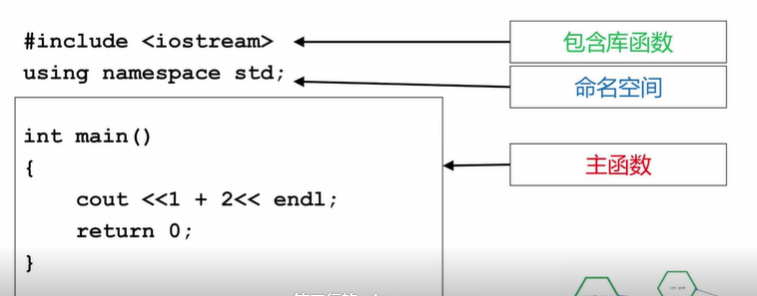 #include <iostream>
包含库函数
using namespace std;
命名空间
int main()
主函数
{
cout <<1 + 2<< endl;
return 0;
}